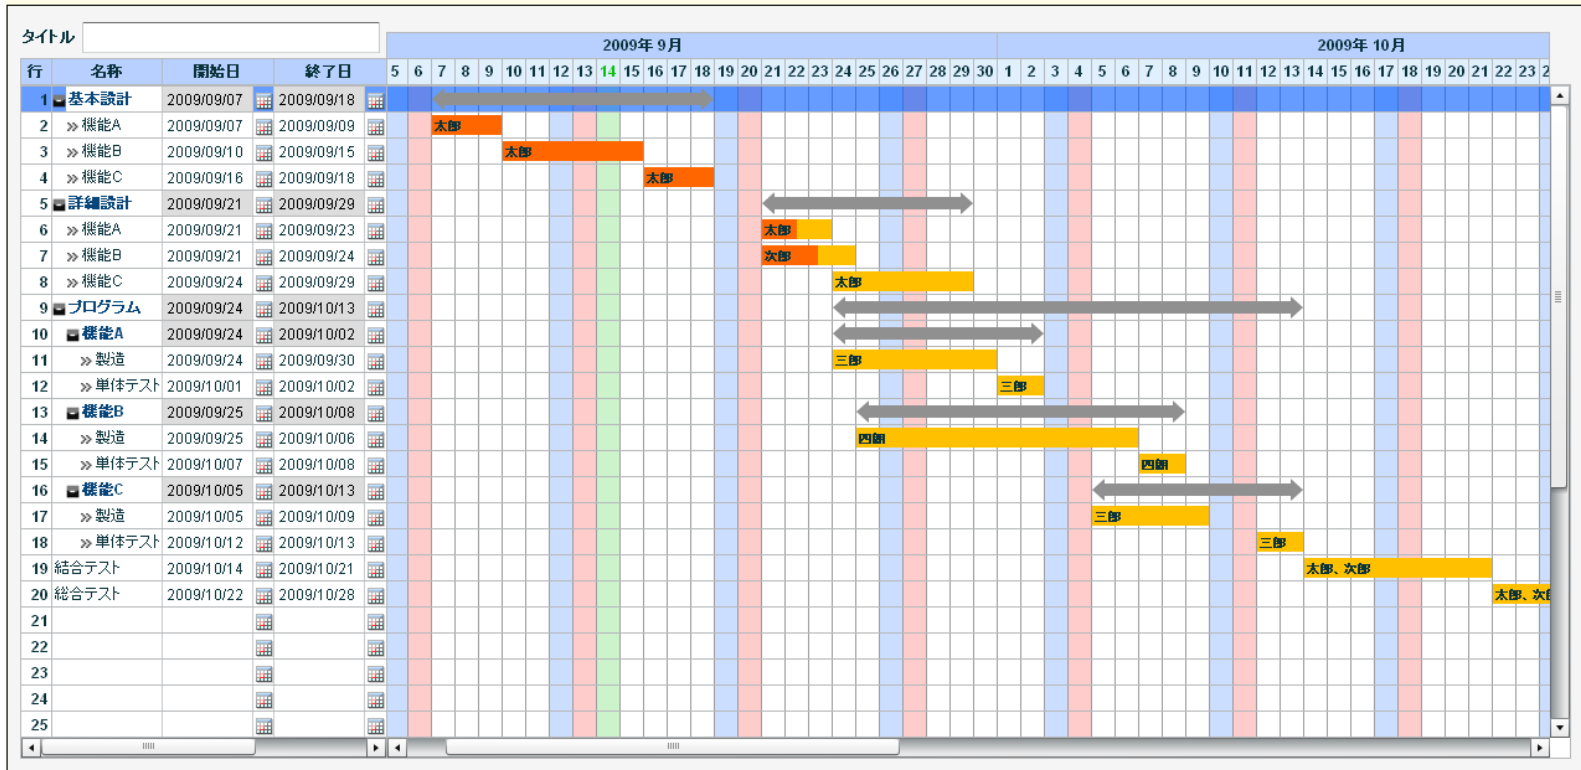 タイトル
2009年 9月 2009年 10月
行 名称 開始日 終了日 5 6 7 8 9 10 11 12 13 14 15 16 17 18 19 20 21 22 23 24 25 26 27 28 29 30 1 2 3 4 5 6 7 8 9 10 11 12 13 14 15 16 17 18 19 20 21 22 23 2
1 基本設計 2009/09/07 2009/09/18
2 機能A 2009/09/07 2009/09/09 太郎
3 機能B 2009/09/10 2009/09/15 太郎
4 機能C 2009/09/16 2009/09/18 太郎
5 詳細設計 2009/09/21 2009/09/29
6 機能A 2009/09/21 2009/09/23 太郎
7 機能B 2009/09/21 2009/09/24 次郎
8 機能C 2009/09/24 2009/09/29 太郎
9 プログラム 2009/09/24 2009/10/13
10 機能A 2009/09/24 2009/10/02
11 製造 2009/09/24 2009/09/30 三郎
12 単体テスト 2009/10/01 2009/10/02 三郎
13 機能B 2009/09/25 2009/10/08
14 製造 2009/09/25 2009/10/06 四朗
15 単体テスト 2009/10/07 2009/10/08 四朗
16 機能C 2009/10/05 2009/10/13
17 製造 2009/10/05 2009/10/09 三郎
18 単体テスト 2009/10/12 2009/10/13 三郎
19 結合テスト 2009/10/14 2009/10/21 太郎、次郎
20 総合テスト 2009/10/22 2009/10/28 太郎、次郎
21
22
23
24
25